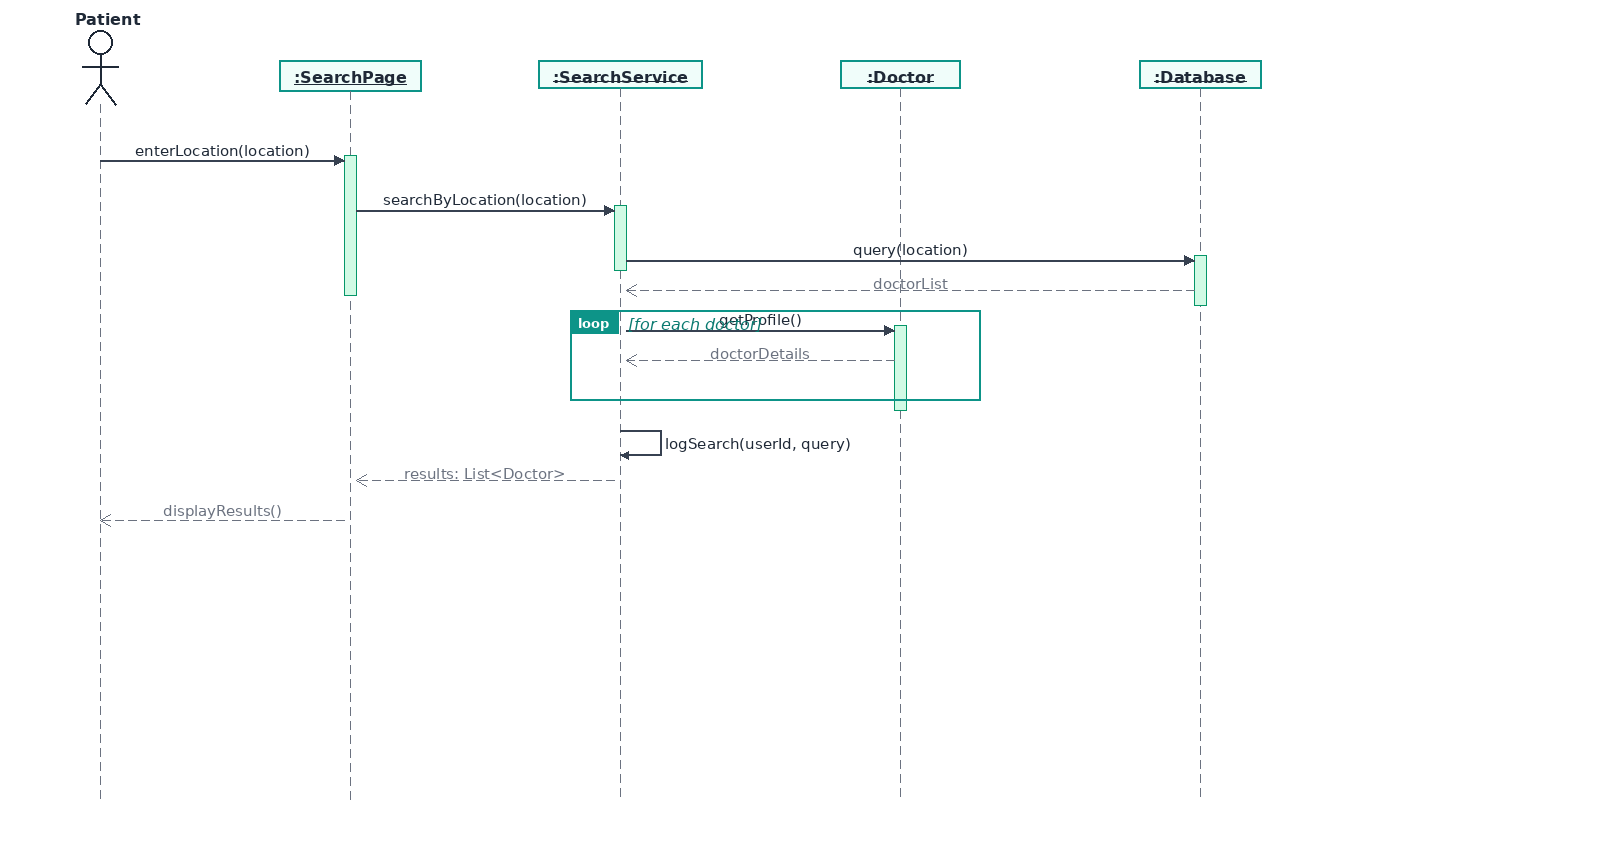 Patient
:SearchPage
:SearchService
:Doctor
:Database
enterLocation(location)
searchByLocation(location)
query(location)
doctorList
loop
[for each doctor]
getProfile()
doctorDetails
logSearch(userId, query)
results: List<Doctor>
displayResults()